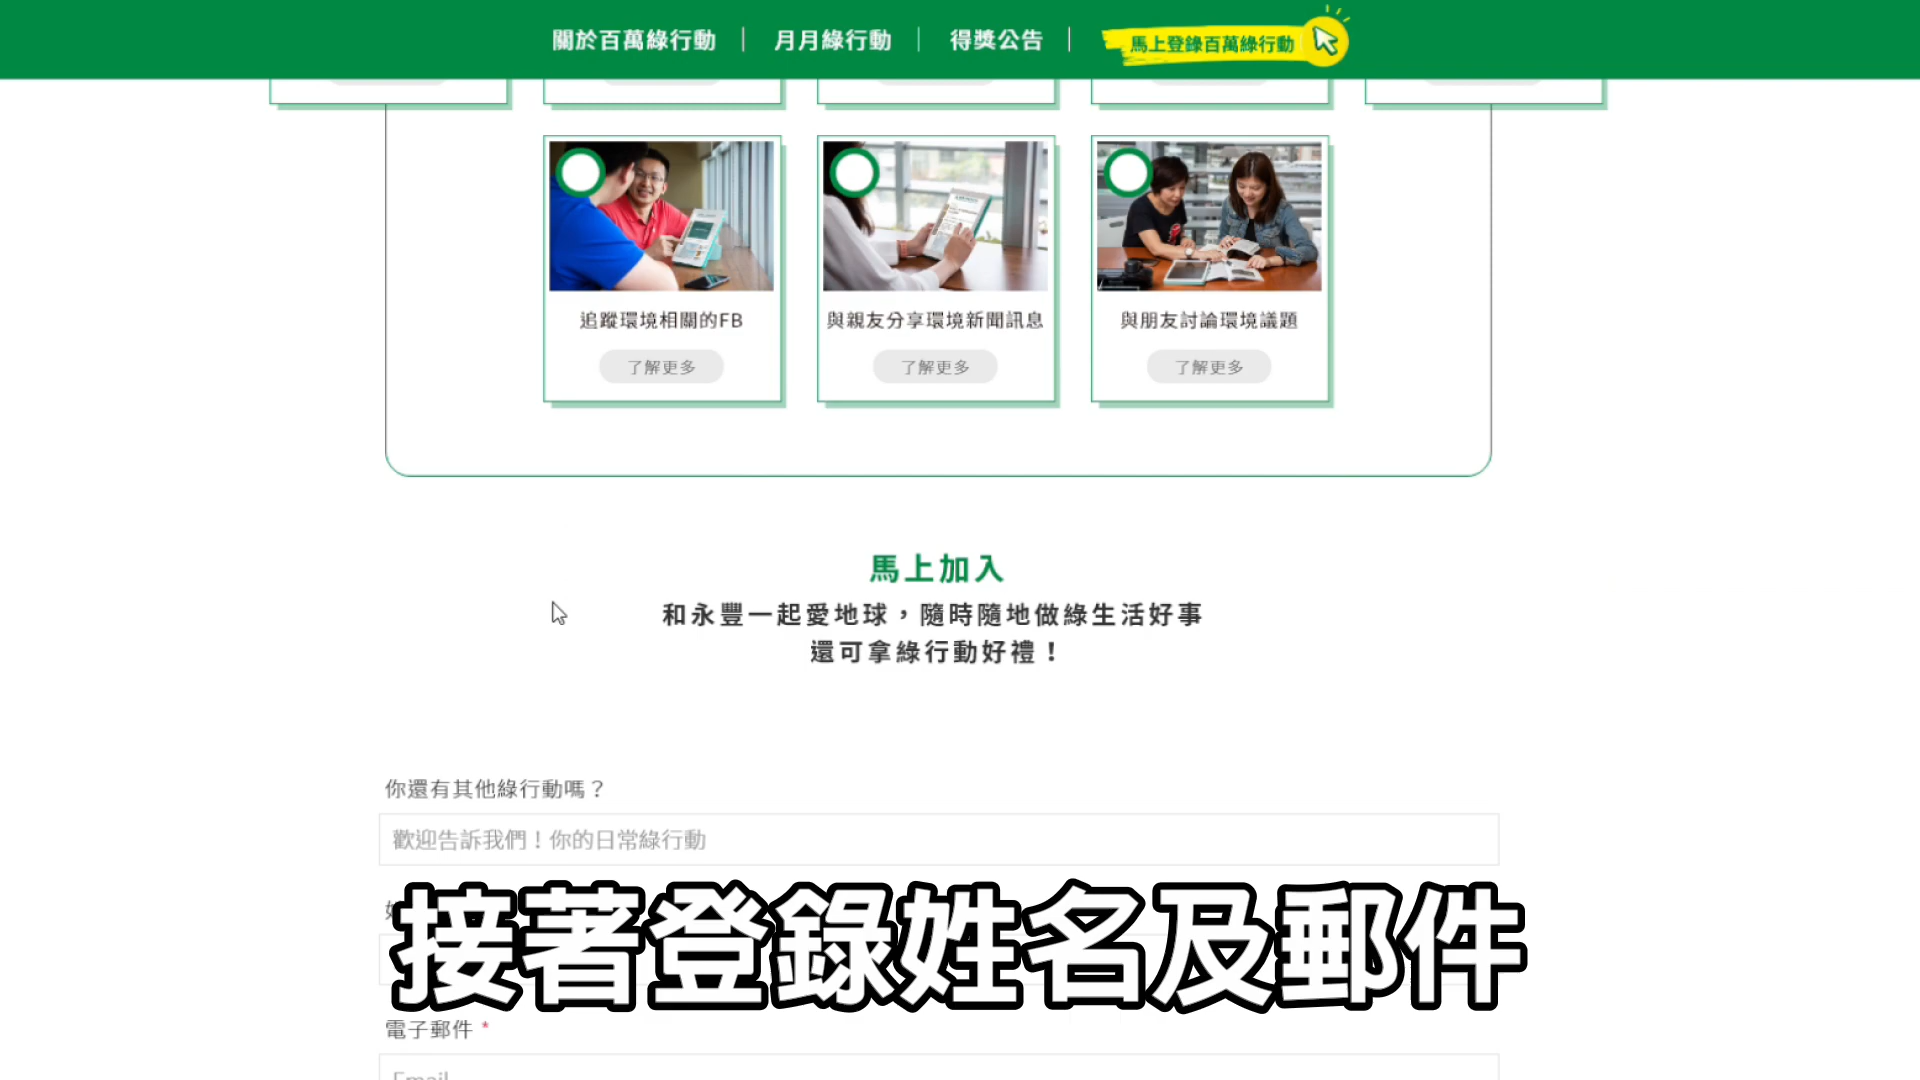 關於百萬綠行動
月月綠行動
得獎公告
馬上登錄百萬綠行動
追蹤環境相關的FB
與親友分享環境新聞訊息
與朋友討論環境議題
了解更多
了解更多
了解更多
馬上加入
和永豐一起愛地球，隨時隨地做綠生活好事
還可拿綠行動好禮！
你還有其他綠行動嗎？
歡迎告訴我們！你的日常綠行動
接著登錄姓名及郵件
電子郵件 *
Email